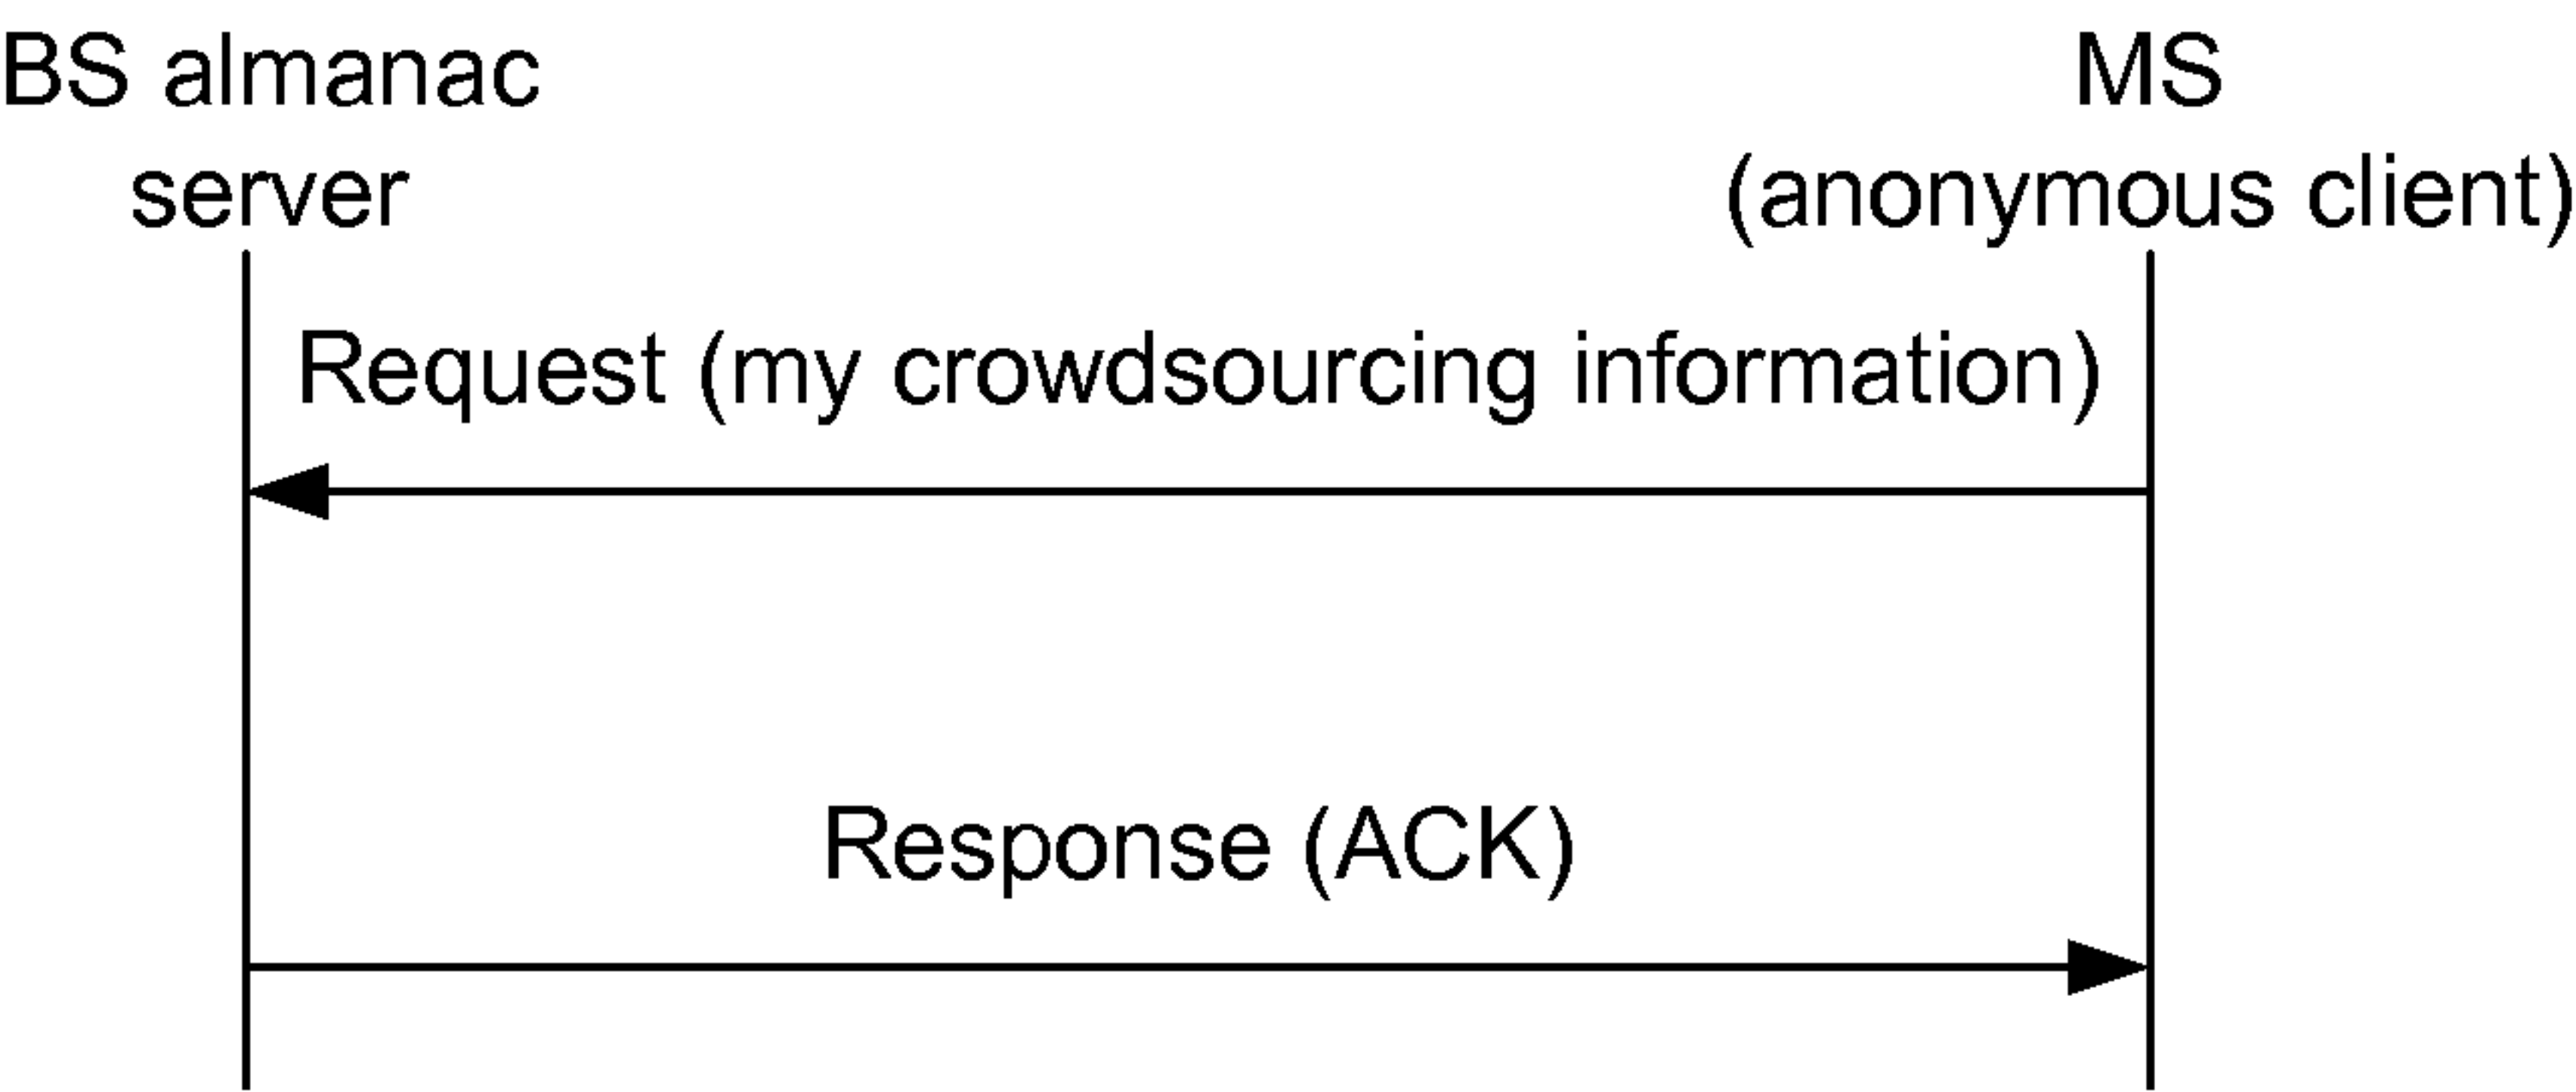 BS almanac
server
MS
(anonymous client)
Request (my crowdsourcing information)
Response (ACK)